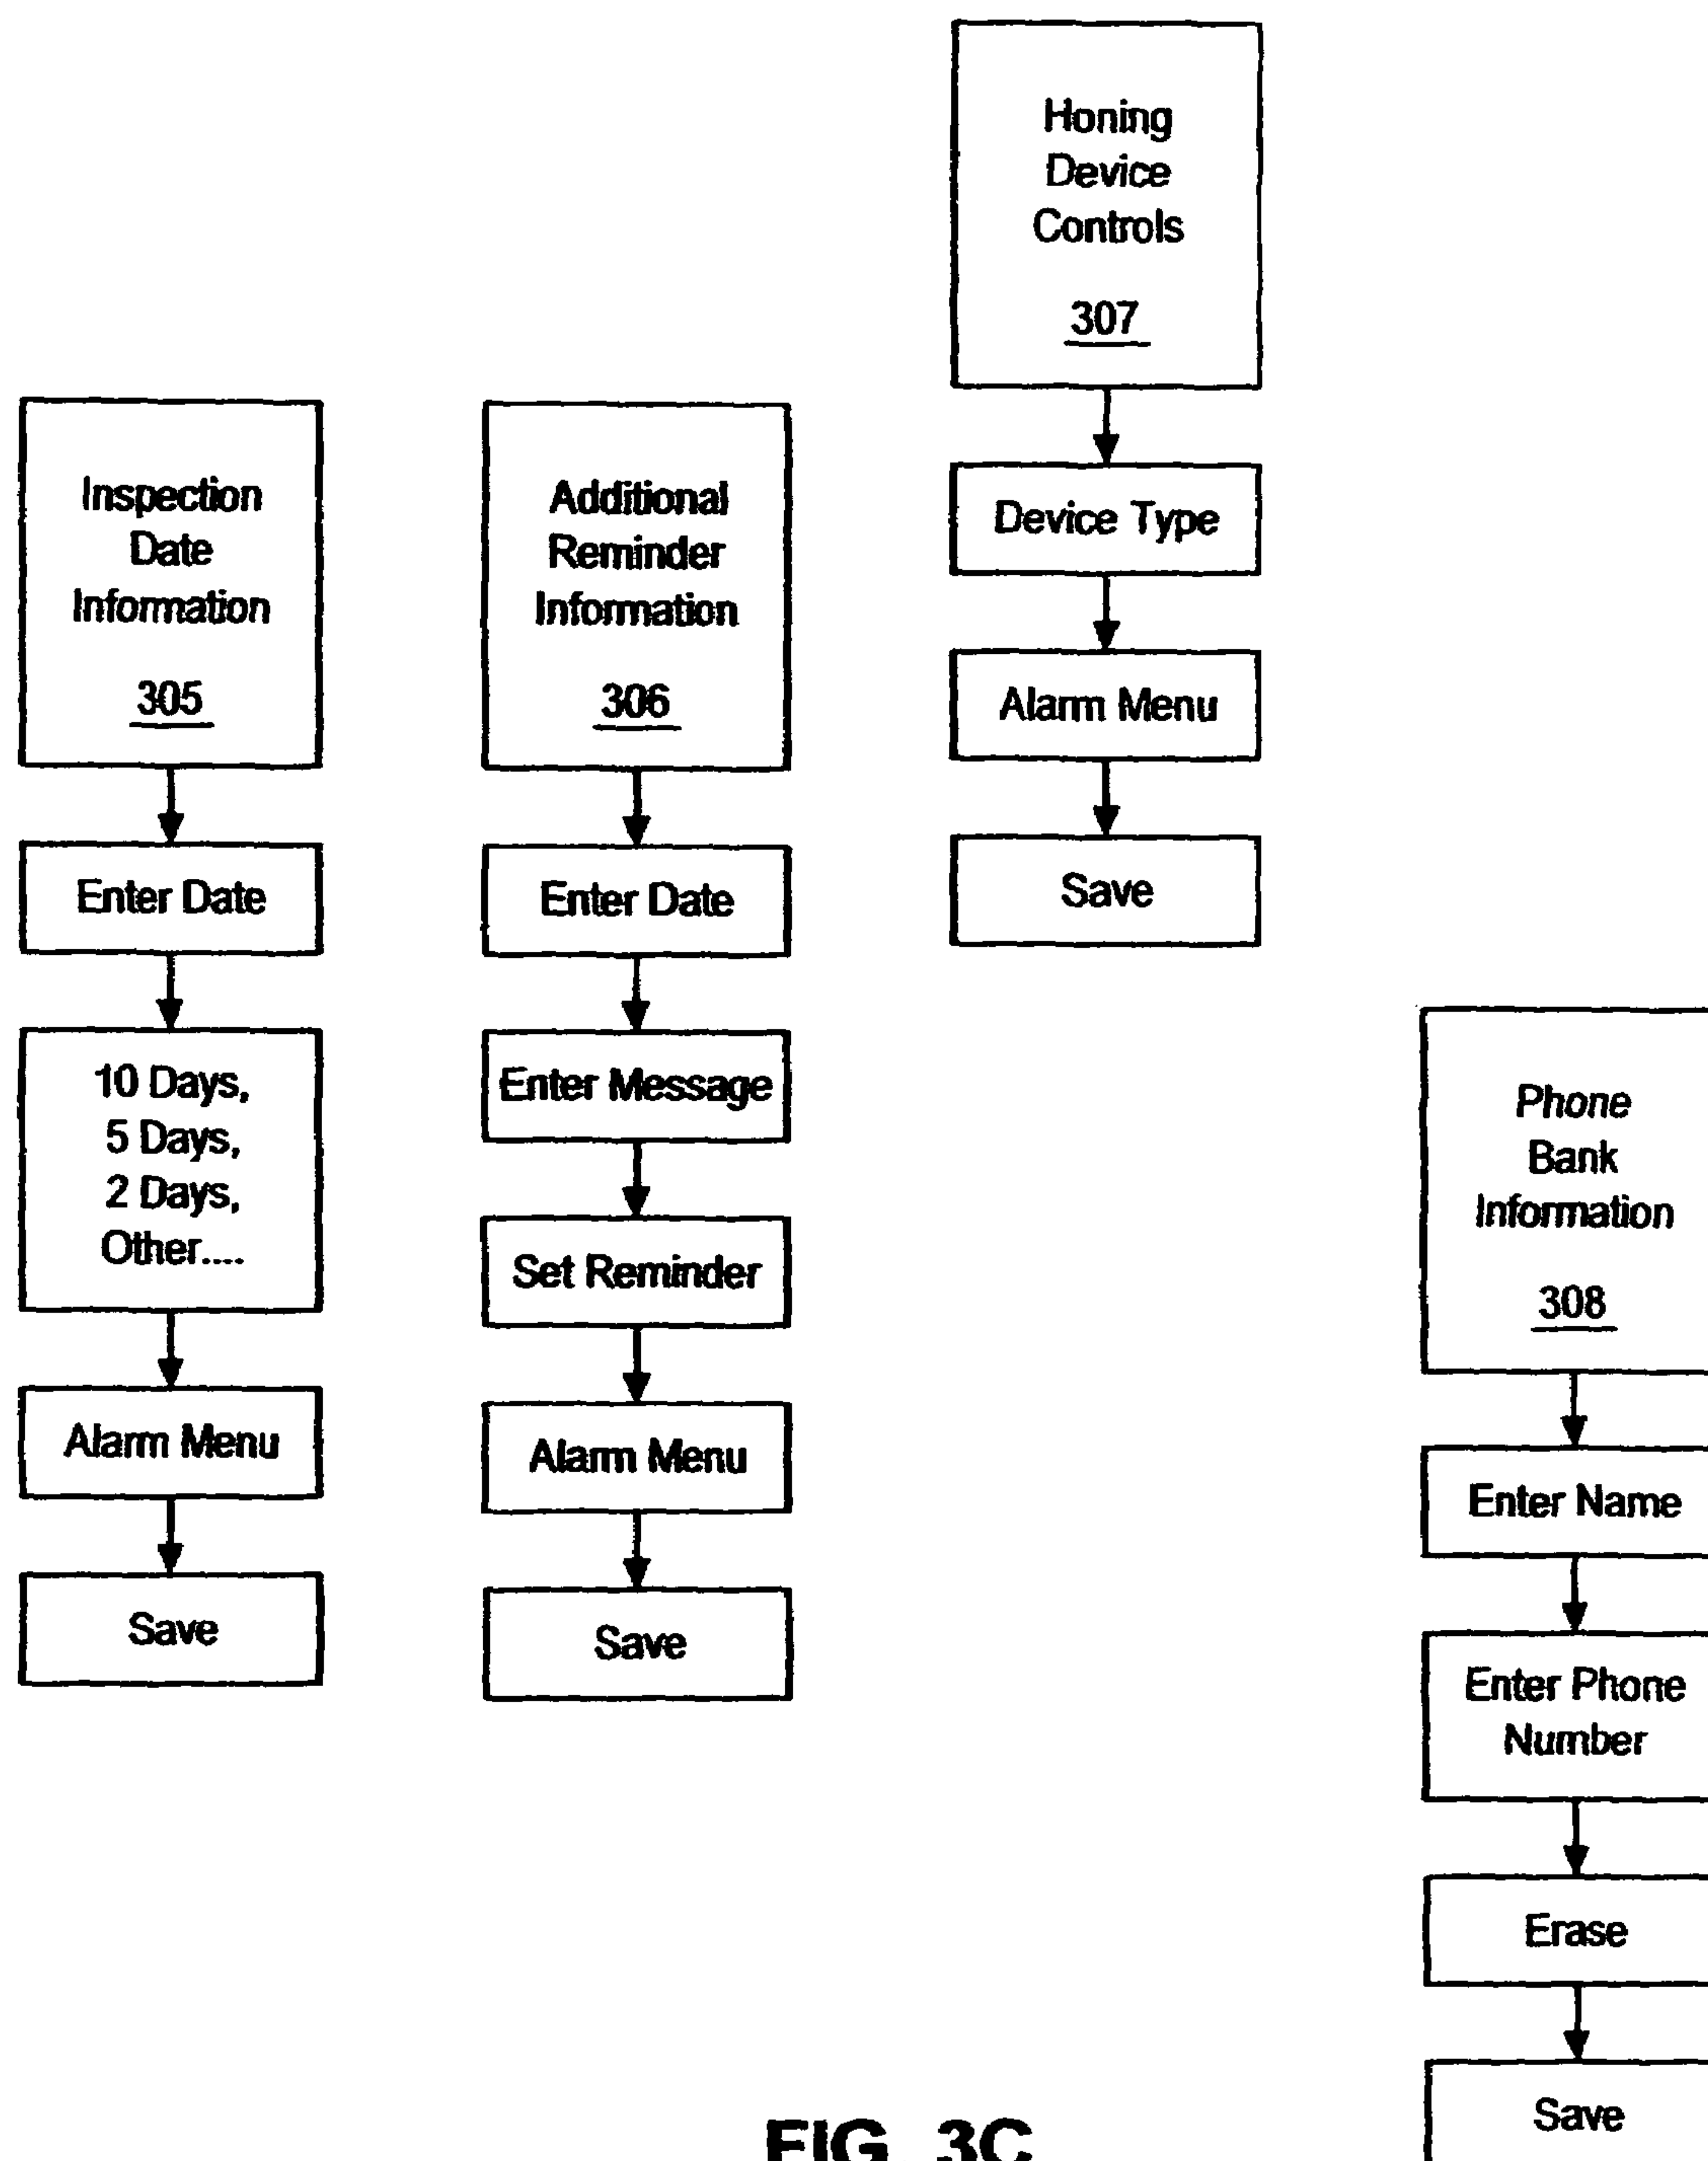 Inspection
Date
Information
305
Enter Date
10 Days,
5 Days,
2 Days,
Other....
Alarm Menu
Save
Additional
Reminder
Information
306
Enter Date
Enter Message
Set Reminder
Alarm Menu
Save
Honing
Device
Controls
307
Device Type
Alarm Menu
Save
Phone
Bank
Information
308
Enter Name
Enter Phone
Number
Erase
Save
FIG. 3C